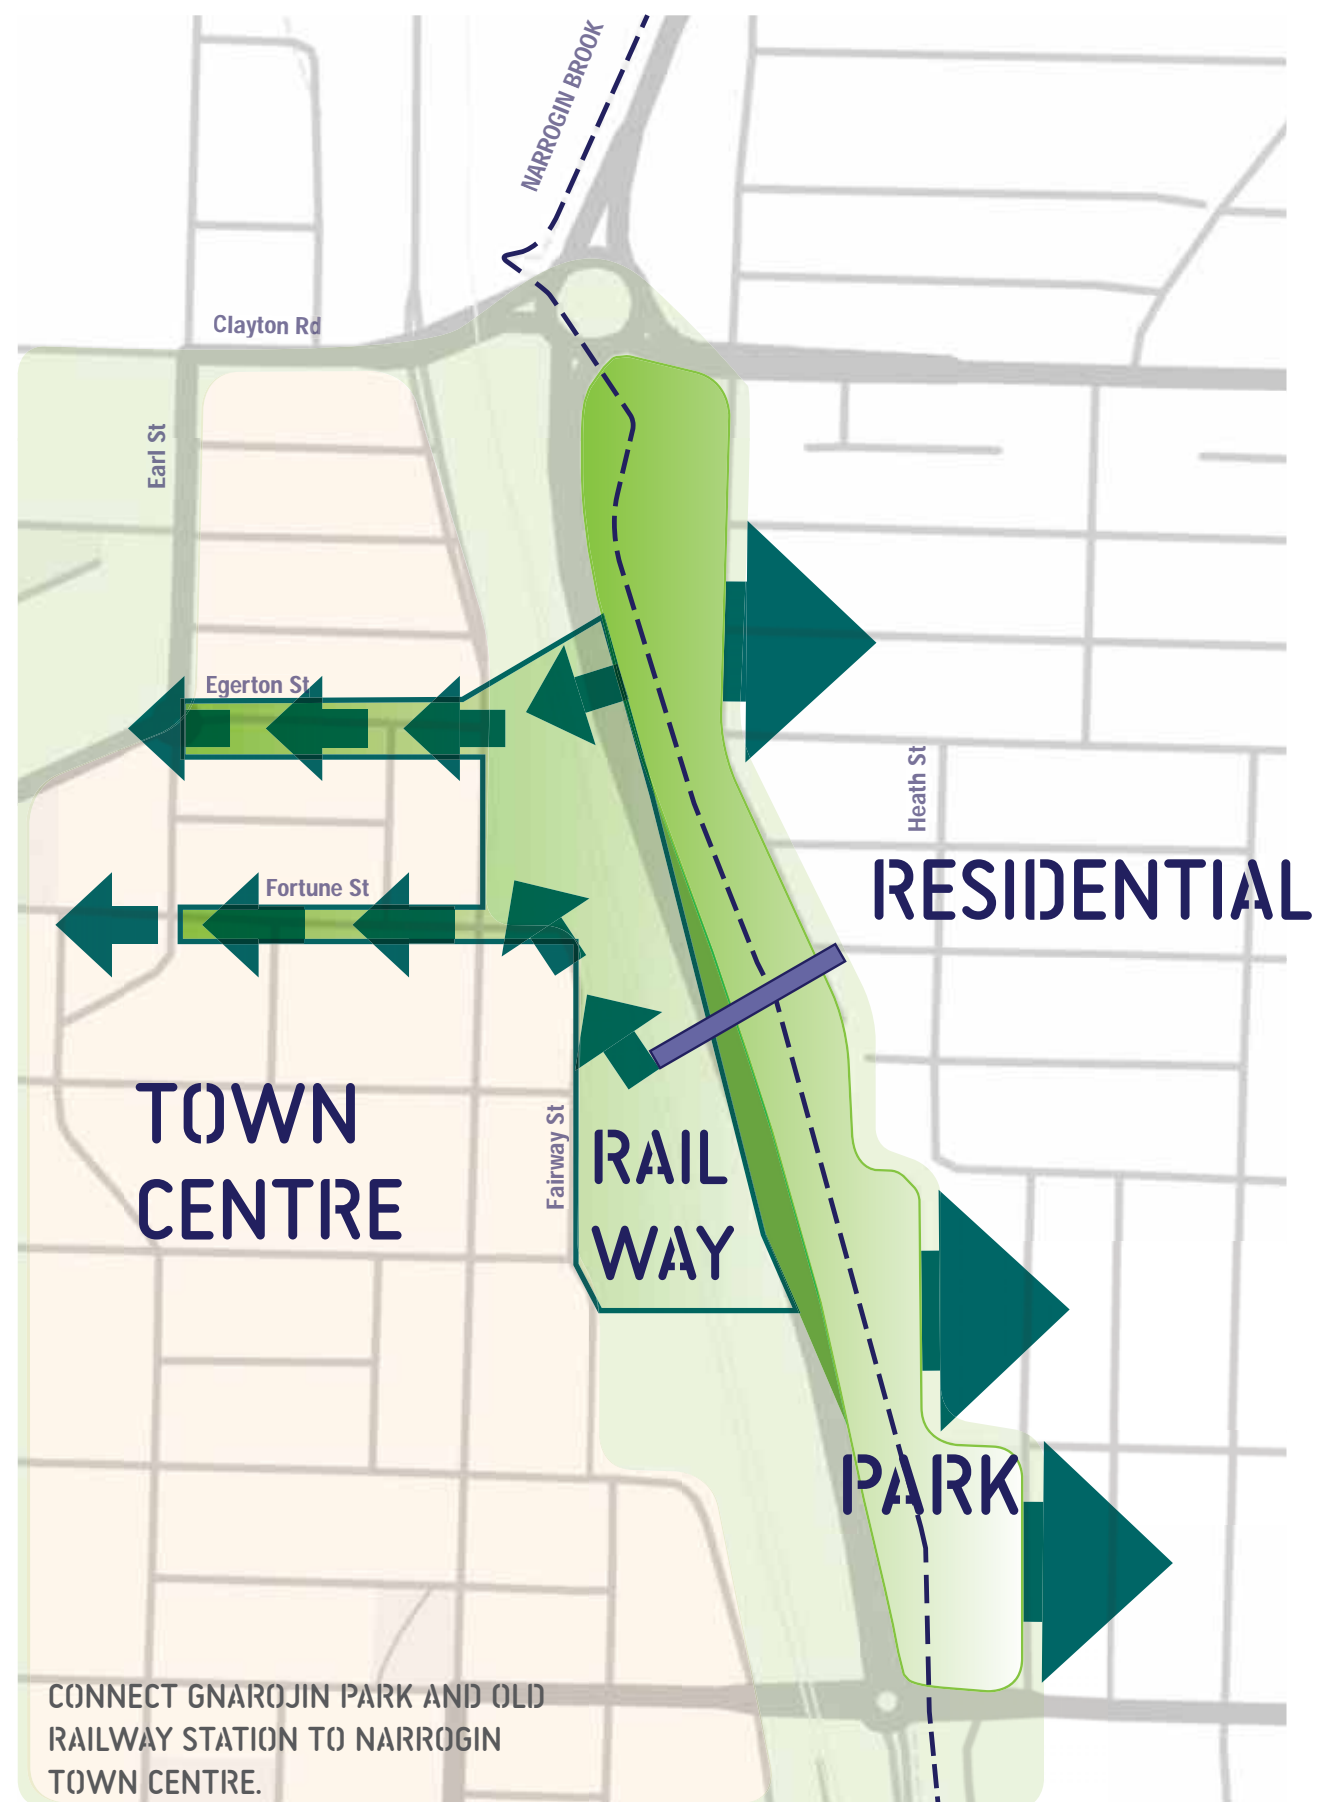 NARROGIN BROOK
Clayton Rd
Earl St
Egerton St
Heath St
RESIDENTIAL
Fortune St
TOWN
CENTRE
Fairway St
RAIL
WAY
PARK
CONNECT GNAROJIN PARK AND OLD
RAILWAY STATION TO NARROGIN
TOWN CENTRE.